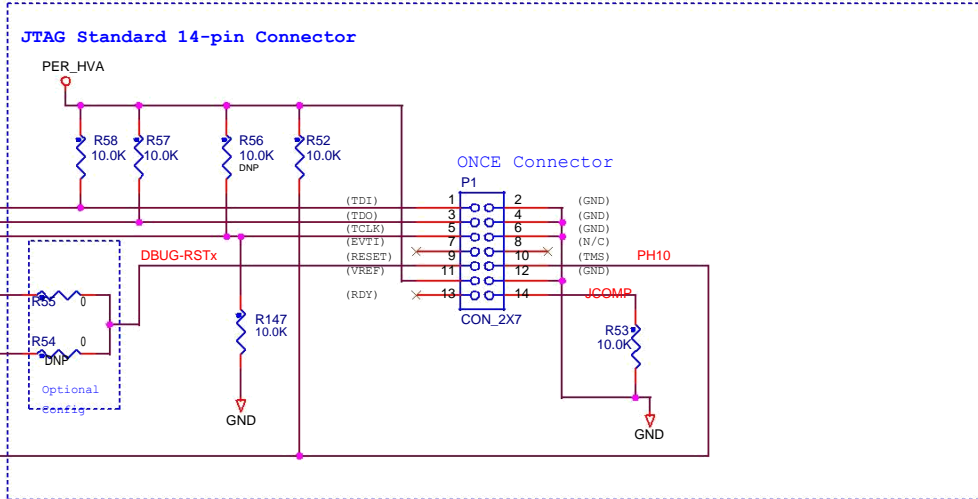 JTAG Standard 14-pin Connector
PER_HVA
R58
10.0K
R57
10.0K
R56
10.0K
DNP
R52
10.0K
ONCE Connector
P1
(TDI) 1 2 (GND)
(TDO) 3 4 (GND)
(TCLK) 5 6 (GND)
(EVTI) 7 8 (N/C)
DBUG-RSTx (RESET) 9 10 (TMS) PH10
(VREF) 11 12 (GND)
(RDY) 13 14 JCOMP
CON_2X7
R55 0
R54 0
DNP
Optional
Config
R147
10.0K
GND
R53
10.0K
GND